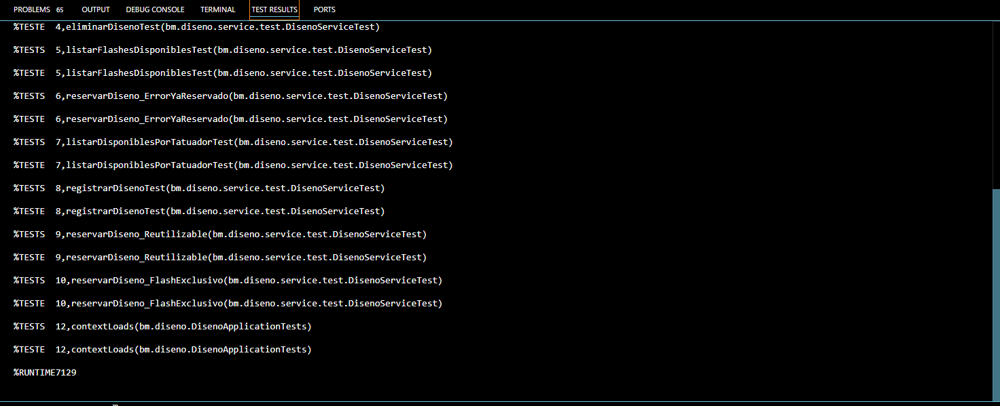 PROBLEMS 65 OUTPUT DEBUG CONSOLE TERMINAL TEST RESULTS PORTS
%TESTE  4,eliminarDisenoTest(bm.diseno.service.test.DisenoServiceTest)
%TESTS  5,listarFlashesDisponiblesTest(bm.diseno.service.test.DisenoServiceTest)
%TESTE  5,listarFlashesDisponiblesTest(bm.diseno.service.test.DisenoServiceTest)
%TESTS  6,reservarDiseno_ErrorYaReservado(bm.diseno.service.test.DisenoServiceTest)
%TESTE  6,reservarDiseno_ErrorYaReservado(bm.diseno.service.test.DisenoServiceTest)
%TESTS  7,listarDisponiblesPorTatuadorTest(bm.diseno.service.test.DisenoServiceTest)
%TESTE  7,listarDisponiblesPorTatuadorTest(bm.diseno.service.test.DisenoServiceTest)
%TESTS  8,registrarDisenoTest(bm.diseno.service.test.DisenoServiceTest)
%TESTE  8,registrarDisenoTest(bm.diseno.service.test.DisenoServiceTest)
%TESTS  9,reservarDiseno_Reutilizable(bm.diseno.service.test.DisenoServiceTest)
%TESTE  9,reservarDiseno_Reutilizable(bm.diseno.service.test.DisenoServiceTest)
%TESTS  10,reservarDiseno_FlashExclusivo(bm.diseno.service.test.DisenoServiceTest)
%TESTE  10,reservarDiseno_FlashExclusivo(bm.diseno.service.test.DisenoServiceTest)
%TESTS  12,contextLoads(bm.diseno.DisenoApplicationTests)
%TESTE  12,contextLoads(bm.diseno.DisenoApplicationTests)
%RUNTIME7129